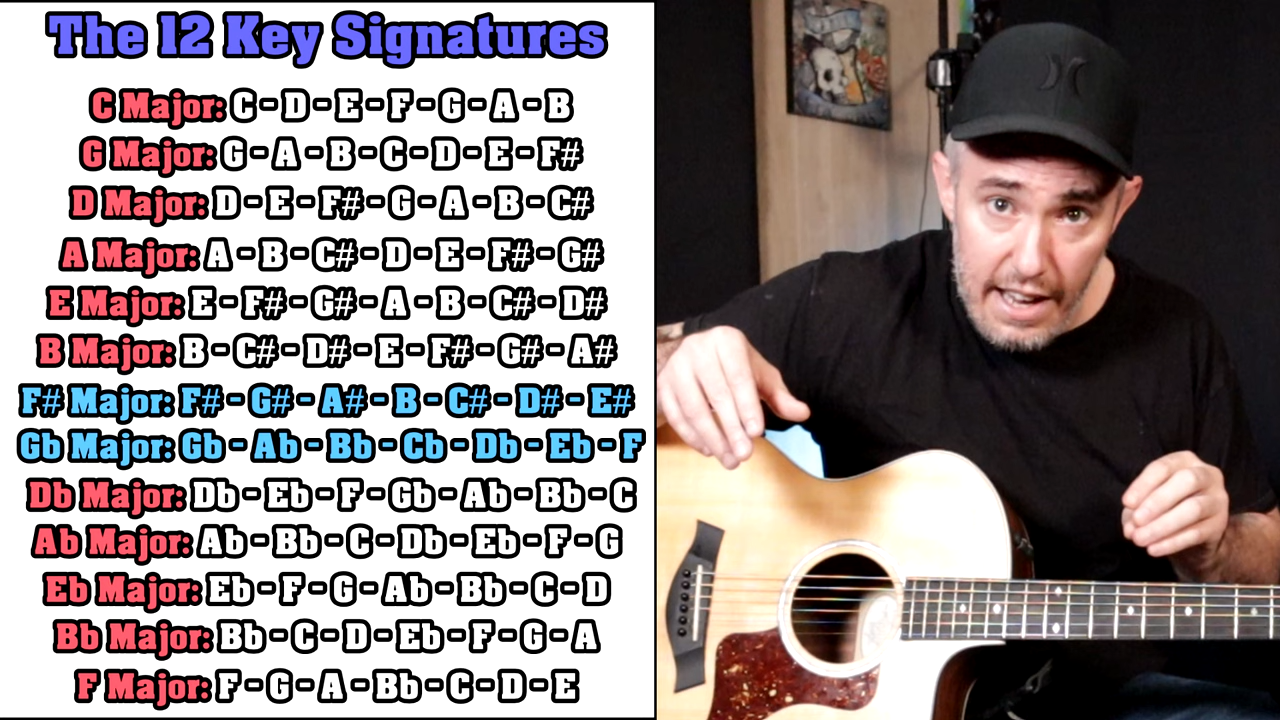 The 12 Key Signatures
C Major: C - D - E - F - G - A - B
G Major: G - A - B - C - D - E - F#
D Major: D - E - F# - G - A - B - C#
A Major: A - B - C# - D - E - F# - G#
E Major: E - F# - G# - A - B - C# - D#
B Major: B - C# - D# - E - F# - G# - A#
F# Major: F# - G# - A# - B - C# - D# - E#
Gb Major: Gb - Ab - Bb - Cb - Db - Eb - F
Db Major: Db - Eb - F - Gb - Ab - Bb - C
Ab Major: Ab - Bb - C - Db - Eb - F - G
Eb Major: Eb - F - G - Ab - Bb - C - D
Bb Major: Bb - C - D - Eb - F - G - A
F Major: F - G - A - Bb - C - D - E